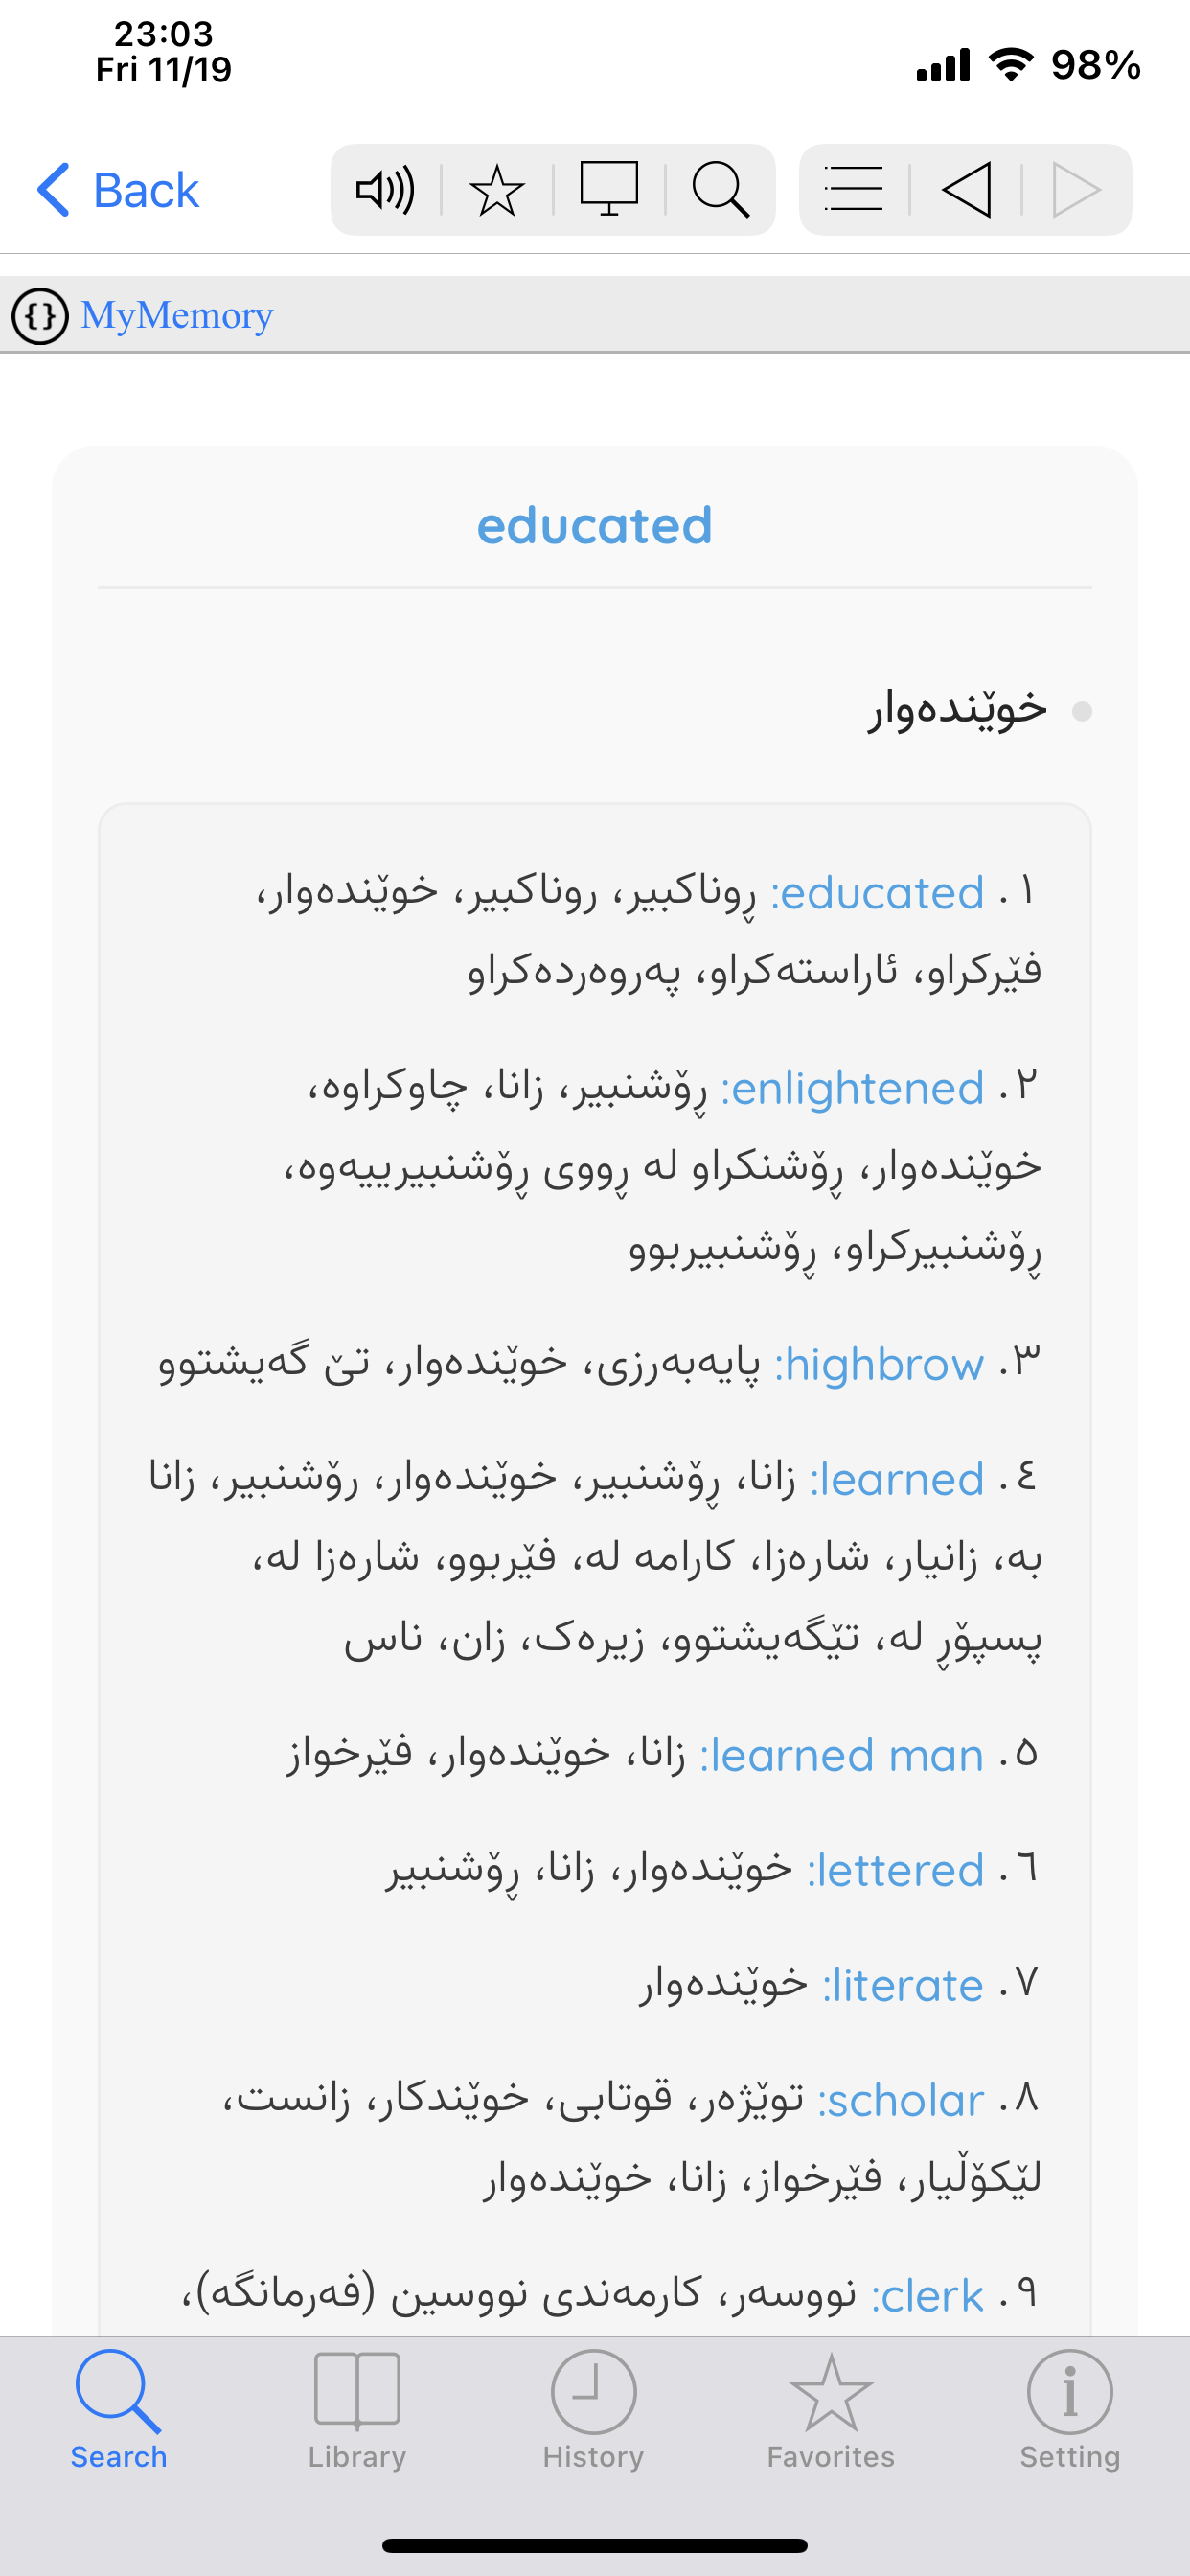 23:03
Fri 11/19
98%
Back
{} MyMemory
educated
خوێندەوار
١. educated: ڕوناکبیر، روناکبیر، خوێندەوار،
فێرکراو، ئاراستەکراو، پەروەردەکراو
٢. enlightened: ڕۆشنبیر، زانا، چاوکراوە،
خوێندەوار، ڕۆشنکراو لە ڕووی ڕۆشنبیرییەوە،
ڕۆشنبیرکراو، ڕۆشنبیربوو
٣. highbrow: پایەبەرزی، خوێندەوار، تێ گەیشتوو
٤. learned: زانا، ڕۆشنبیر، خوێندەوار، رۆشنبیر، زانا
بە، زانیار، شارەزا، کارامە لە، فێربوو، شارەزا لە،
پسپۆڕ لە، تێگەیشتوو، زیرەک، زان، ناس
٥. learned man: زانا، خوێندەوار، فێرخواز
٦. lettered: خوێندەوار، زانا، ڕۆشنبیر
٧. literate: خوێندەوار
٨. scholar: توێژەر، قوتابی، خوێندکار، زانست،
لێکۆڵیار، فێرخواز، زانا، خوێندەوار
٩. clerk: نووسەر، کارمەندی نووسین (فەرمانگە)،
Search Library History Favorites Setting